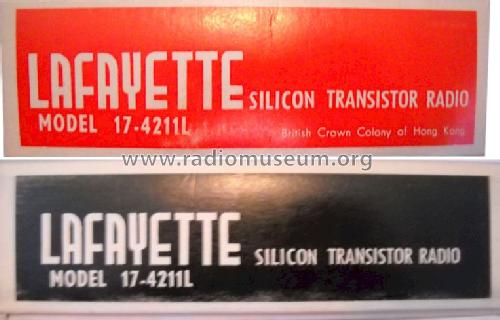 LAFAYETTE SILICON TRANSISTOR RADIO
MODEL 17-4211L British Crown Colony of Hong Kong
www.radiomuseum.org
LAFAYETTE SILICON TRANSISTOR RADIO
MODEL 17-4211L